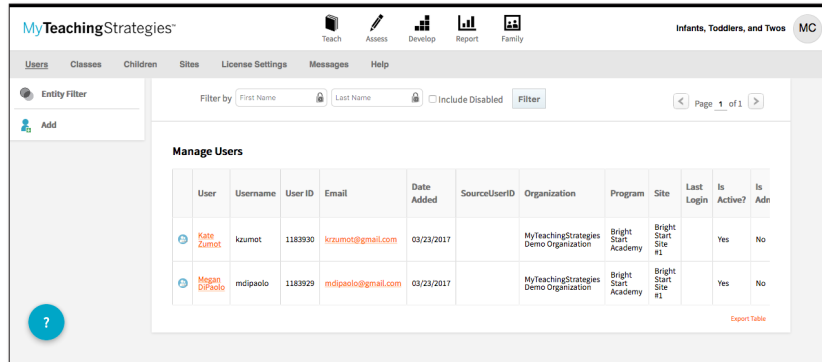 MyTeachingStrategies™
Teach Assess Develop Report Family
Infants, Toddlers, and Twos MC
Users Classes Children Sites License Settings Messages Help
Entity Filter
Add
Filter by First Name Last Name Include Disabled Filter
Page 1 of 1
Manage Users
User Username User ID Email Date Added SourceUserID Organization Program Site Last Login Is Active? Is Adm
Kate Zumot kzumot 1183930 krzumot@gmail.com 03/23/2017 MyTeachingStrategies Demo Organization Bright Start Academy Bright Start Site #1 Yes No
Megan DiPaolo mdipaolo 1183929 mdipaolo@gmail.com 03/23/2017 MyTeachingStrategies Demo Organization Bright Start Academy Bright Start Site #1 Yes No
Export Table
?